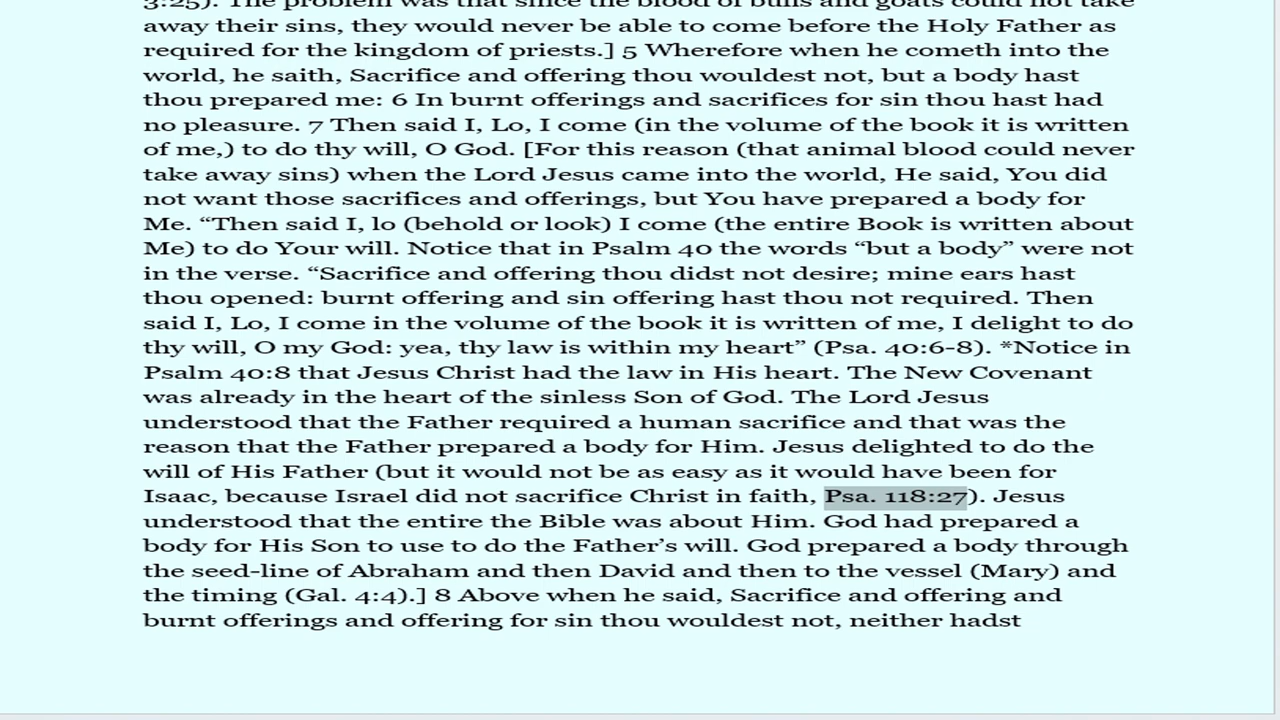 3:25). The problem was that since the blood of bulls and goats could not take
away their sins, they would never be able to come before the Holy Father as
required for the kingdom of priests.] 5 Wherefore when he cometh into the
world, he saith, Sacrifice and offering thou wouldest not, but a body hast
thou prepared me: 6 In burnt offerings and sacrifices for sin thou hast had
no pleasure. 7 Then said I, Lo, I come (in the volume of the book it is written
of me,) to do thy will, O God. [For this reason (that animal blood could never
take away sins) when the Lord Jesus came into the world, He said, You did
not want those sacrifices and offerings, but You have prepared a body for
Me. “Then said I, lo (behold or look) I come (the entire Book is written about
Me) to do Your will. Notice that in Psalm 40 the words “but a body” were not
in the verse. “Sacrifice and offering thou didst not desire; mine ears hast
thou opened: burnt offering and sin offering hast thou not required. Then
said I, Lo, I come in the volume of the book it is written of me, I delight to do
thy will, O my God: yea, thy law is within my heart” (Psa. 40:6-8). *Notice in
Psalm 40:8 that Jesus Christ had the law in His heart. The New Covenant
was already in the heart of the sinless Son of God. The Lord Jesus
understood that the Father required a human sacrifice and that was the
reason that the Father prepared a body for Him. Jesus delighted to do the
will of His Father (but it would not be as easy as it would have been for
Isaac, because Israel did not sacrifice Christ in faith, Psa. 118:27). Jesus
understood that the entire the Bible was about Him. God had prepared a
body for His Son to use to do the Father’s will. God prepared a body through
the seed-line of Abraham and then David and then to the vessel (Mary) and
the timing (Gal. 4:4).] 8 Above when he said, Sacrifice and offering and
burnt offerings and offering for sin thou wouldest not, neither hadst